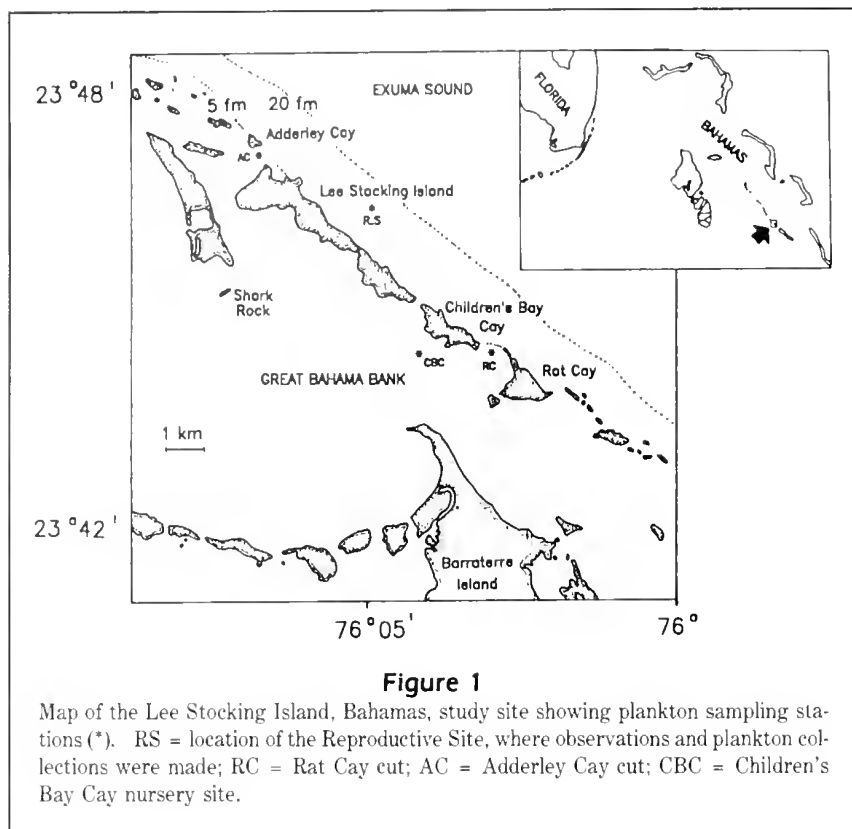 23°48'
5 fm 20 fm
EXUMA SOUND
Adderley Cay
AC
Lee Stocking Island
RS
Shark
Rock
Children's Bay
Cay
CBC
RC
Rat Cay
GREAT BAHAMA BANK
1 km
23°42'
Barraterre
Island
76°05'
76°
FLORIDA
BAHAMAS
Figure 1
Map of the Lee Stocking Island, Bahamas, study site showing plankton sampling sta-
tions (*). RS = location of the Reproductive Site, where observations and plankton col-
lections were made; RC = Rat Cay cut; AC = Adderley Cay cut; CBC = Children's
Bay Cay nursery site.